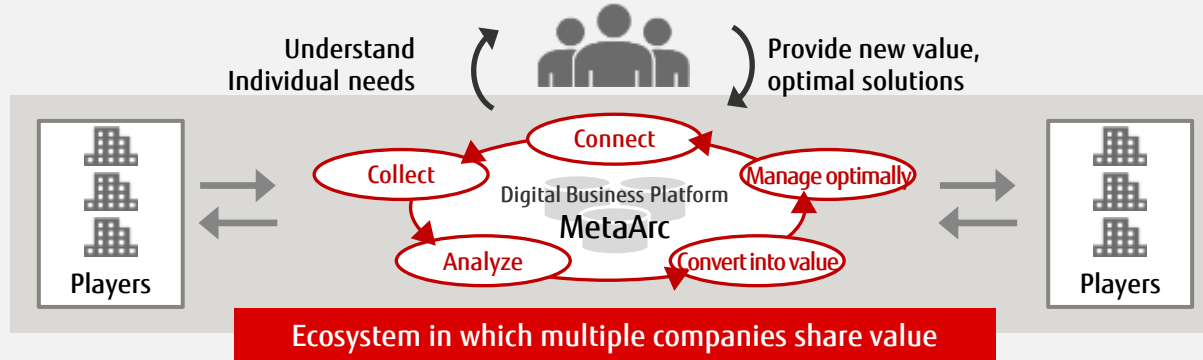 Understand
Individual needs
Provide new value,
optimal solutions
Connect
Collect
Manage optimally
Digital Business Platform
MetaArc
Analyze
Convert into value
Players
Players
Ecosystem in which multiple companies share value